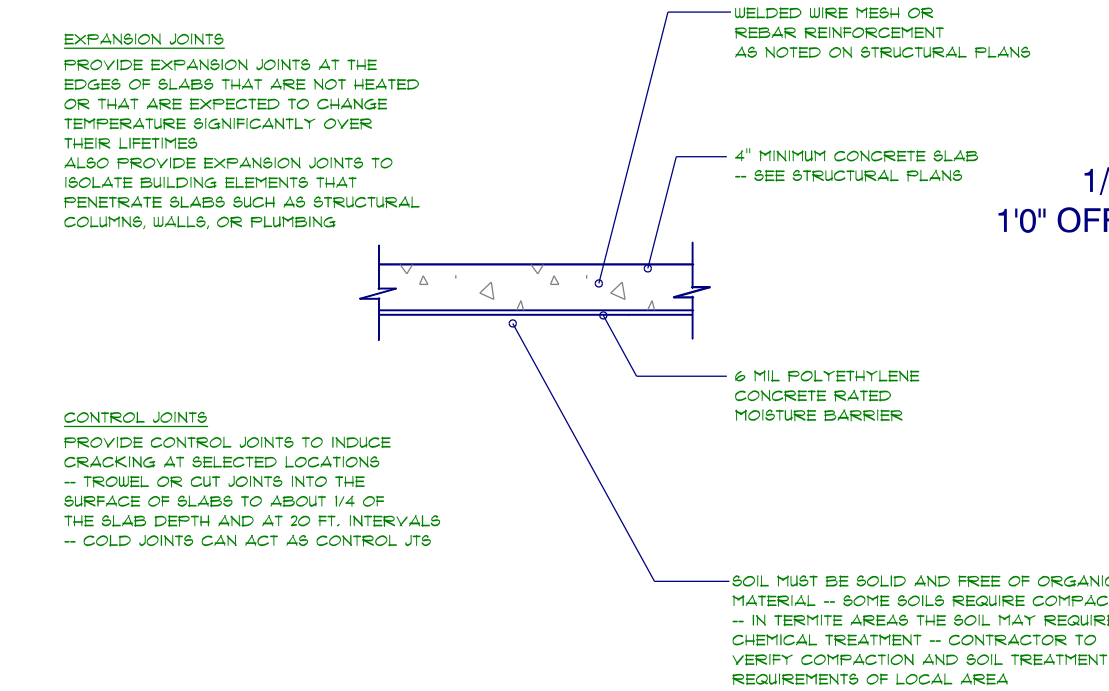 EXPANSION JOINTS
PROVIDE EXPANSION JOINTS AT THE
EDGES OF SLABS THAT ARE NOT HEATED
OR THAT ARE EXPECTED TO CHANGE
TEMPERATURE SIGNIFICANTLY OVER
THEIR LIFETIMES
ALSO PROVIDE EXPANSION JOINTS TO
ISOLATE BUILDING ELEMENTS THAT
PENETRATE SLABS SUCH AS STRUCTURAL
COLUMNS, WALLS, OR PLUMBING
WELDED WIRE MESH OR
REBAR REINFORCEMENT
AS NOTED ON STRUCTURAL PLANS
4" MINIMUM CONCRETE SLAB
-- SEE STRUCTURAL PLANS
1/
1'0" OFF
6 MIL POLYETHYLENE
CONCRETE RATED
MOISTURE BARRIER
CONTROL JOINTS
PROVIDE CONTROL JOINTS TO INDUCE
CRACKING AT SELECTED LOCATIONS
-- TROWEL OR CUT JOINTS INTO THE
SURFACE OF SLABS TO ABOUT 1/4 OF
THE SLAB DEPTH AND AT 20 FT. INTERVALS
-- COLD JOINTS CAN ACT AS CONTROL JTS
SOIL MUST BE SOLID AND FREE OF ORGANIC
MATERIAL -- SOME SOILS REQUIRE COMPAC
-- IN TERMITE AREAS THE SOIL MAY REQUIRE
CHEMICAL TREATMENT -- CONTRACTOR TO
VERIFY COMPACTION AND SOIL TREATMENT
REQUIREMENTS OF LOCAL AREA